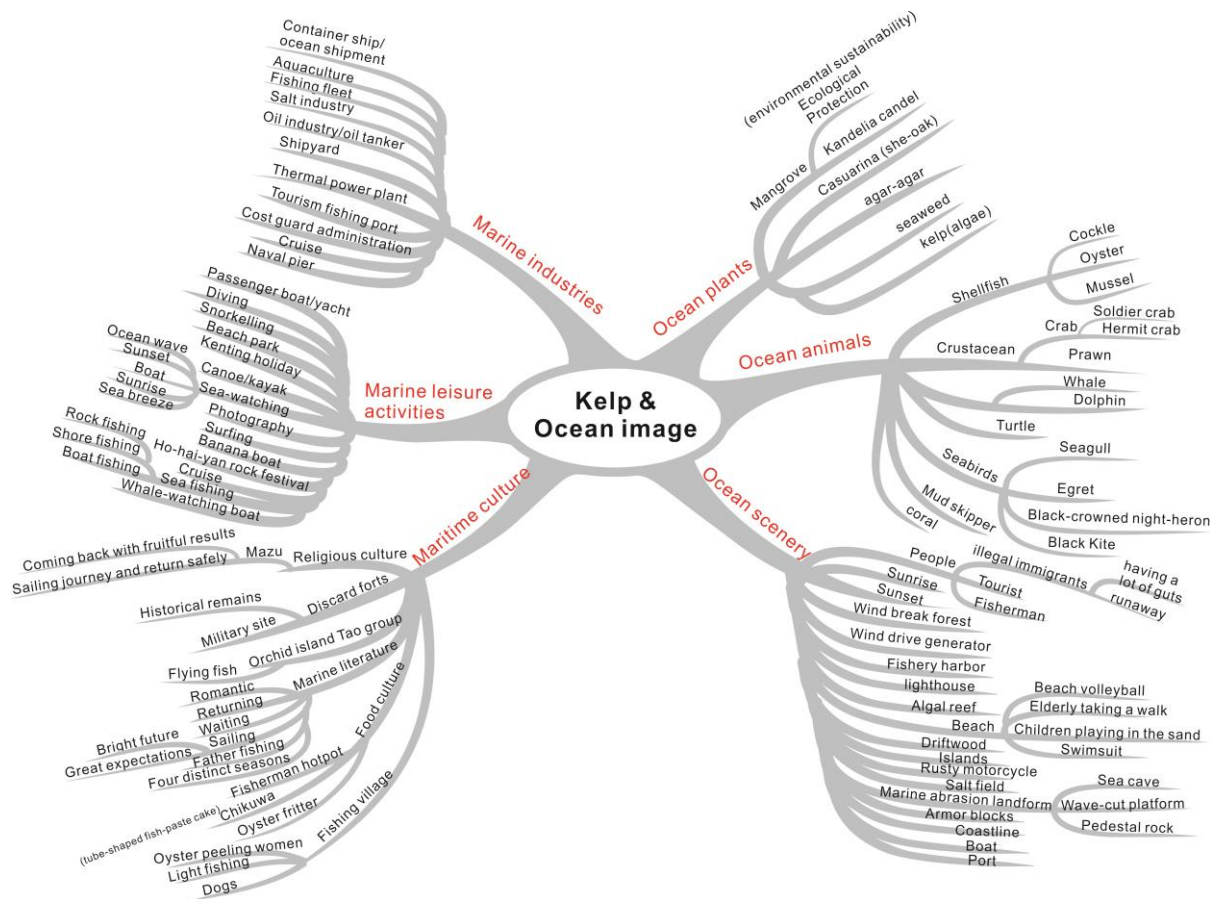 Kelp &
Ocean image
Marine industries
Container ship/
ocean shipment
Aquaculture
Fishing fleet
Salt industry
Oil industry/oil tanker
Shipyard
Thermal power plant
Tourism fishing port
Cost guard administration
Cruise
Naval pier
Marine leisure
activities
Passenger boat/yacht
Diving
Snorkelling
Beach park
Kenting holiday
Canoe/kayak
Sea-watching
Ocean wave
Sunset
Boat
Sunrise
Sea breeze
Photography
Surfing
Banana boat
Ho-hai-yan rock festival
Cruise
Sea fishing
Rock fishing
Shore fishing
Boat fishing
Whale-watching boat
Maritime culture
Religious culture
Mazu
Coming back with fruitful results
Sailing journey and return safely
Discard forts
Historical remains
Military site
Orchid island Tao group
Flying fish
Marine literature
Romantic
Returning
Waiting
Sailing
Bright future
Great expectations
Father fishing
Four distinct seasons
Food culture
Fisherman hotpot
Chikuwa
(tube-shaped fish-paste cake)
Oyster fritter
Fishing village
Oyster peeling women
Light fishing
Dogs
Ocean plants
Mangrove
(environmental sustainability)
Ecological
Protection
Kandelia candel
Casuarina (she-oak)
agar-agar
seaweed
kelp(algae)
Ocean animals
Shellfish
Cockle
Oyster
Mussel
Crustacean
Crab
Soldier crab
Hermit crab
Prawn
Whale
Dolphin
Turtle
Seabirds
Seagull
Egret
Black-crowned night-heron
Black Kite
Mud skipper
coral
Ocean scenery
People
illegal immigrants
having a
lot of guts
runaway
Tourist
Fisherman
Sunrise
Sunset
Wind break forest
Wind drive generator
Fishery harbor
lighthouse
Algal reef
Beach
Beach volleyball
Elderly taking a walk
Children playing in the sand
Swimsuit
Driftwood
Islands
Rusty motorcycle
Salt field
Marine abrasion landform
Sea cave
Wave-cut platform
Pedestal rock
Armor blocks
Coastline
Boat
Port